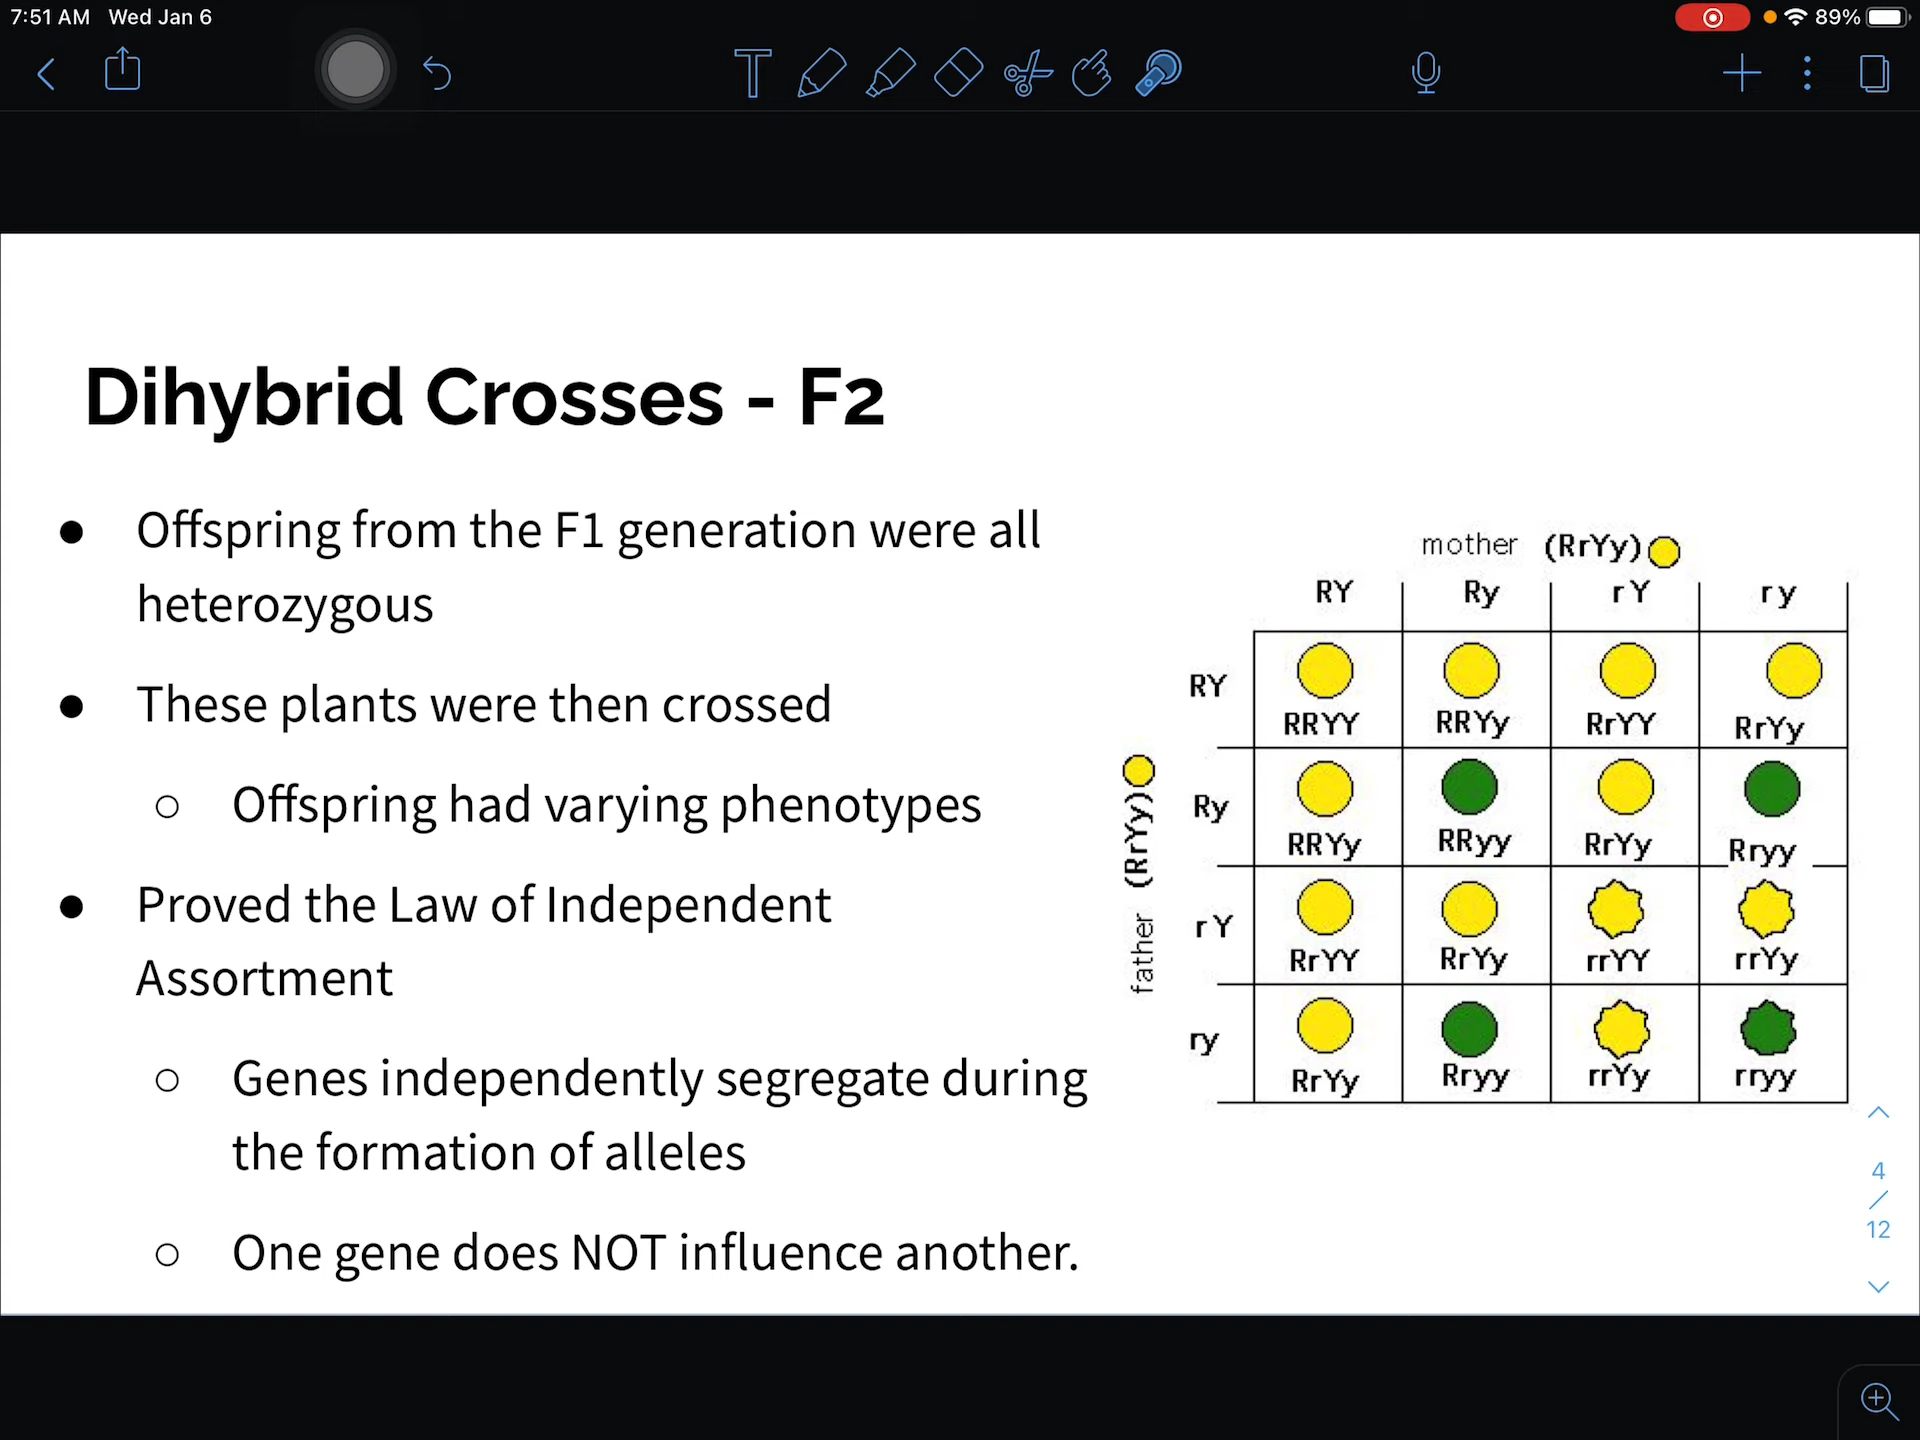 7:51 AM Wed Jan 6
89%
T
Dihybrid Crosses - F2
● Offspring from the F1 generation were all
heterozygous
● These plants were then crossed
○ Offspring had varying phenotypes
● Proved the Law of Independent
Assortment
○ Genes independently segregate during
the formation of alleles
○ One gene does NOT influence another.
mother (RrYy)
RY Ry rY ry
father (RrYy)
RY
RRYY RRYy RrYY RrYy
Ry
RRYy RRyy RrYy Rryy
rY
RrYY RrYy rrYY rrYy
ry
RrYy Rryy rrYy rryy
4
/
12